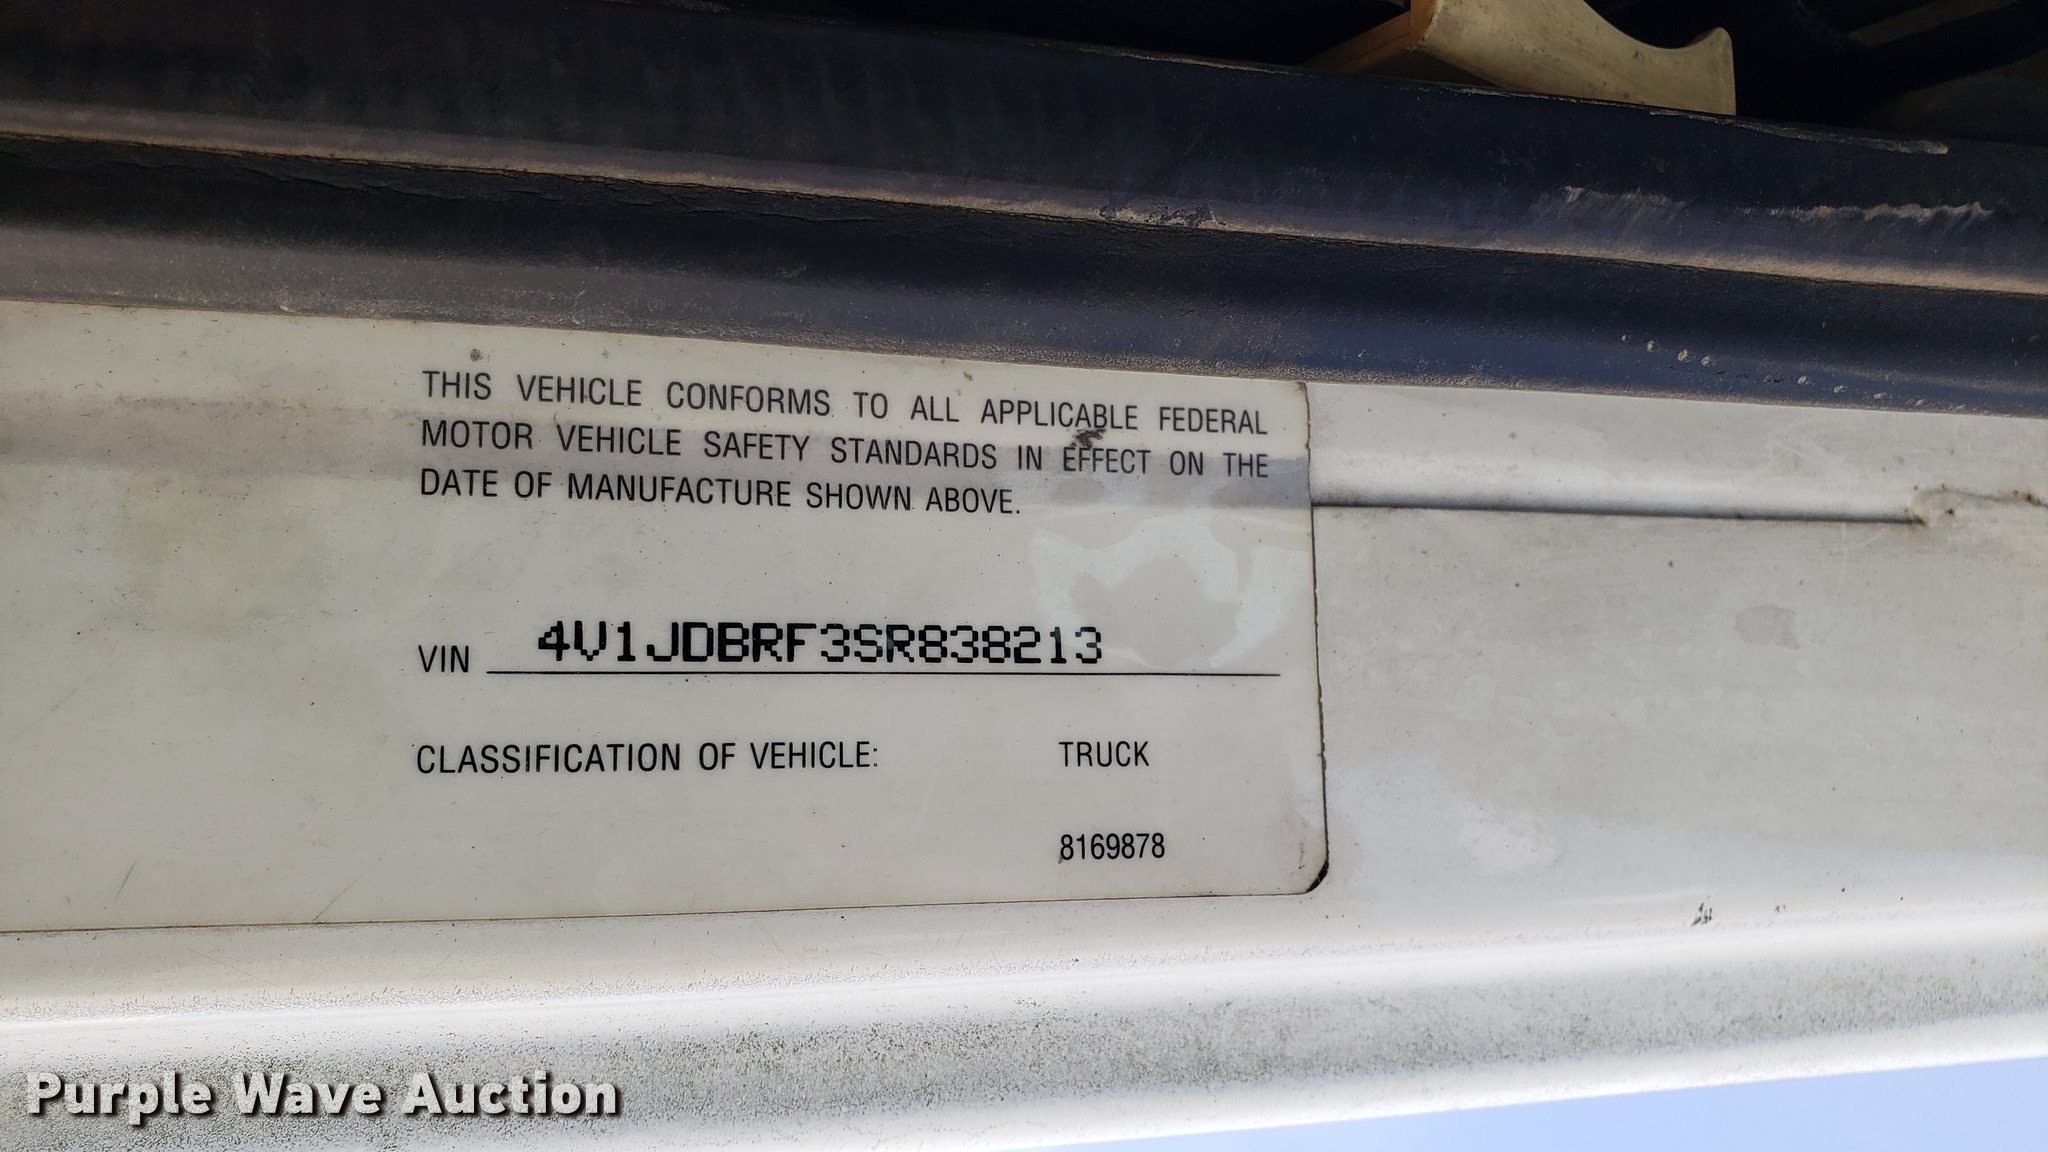 THIS VEHICLE CONFORMS TO ALL APPLICABLE FEDERAL
MOTOR VEHICLE SAFETY STANDARDS IN EFFECT ON THE
DATE OF MANUFACTURE SHOWN ABOVE.
VIN 4V1JDBRF3SR838213
CLASSIFICATION OF VEHICLE: TRUCK
8169878
Purple Wave Auction